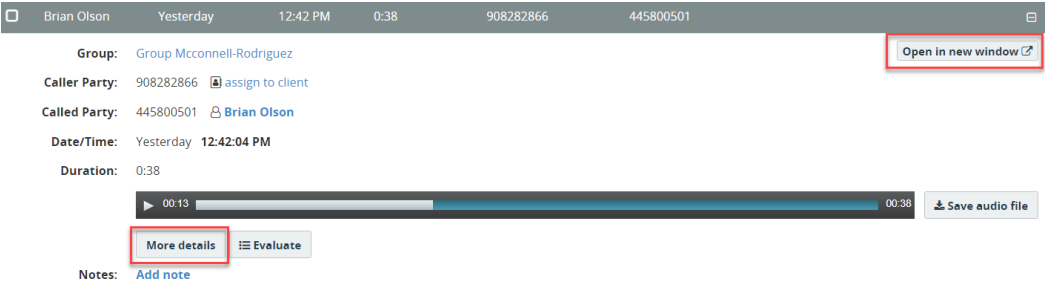 Brian Olson Yesterday 12:42 PM 0:38 908282866 445800501
Group: Group Mcconnell-Rodriguez Open in new window
Caller Party: 908282866 assign to client
Called Party: 445800501 Brian Olson
Date/Time: Yesterday 12:42:04 PM
Duration: 0:38
00:13 00:38 Save audio file
More details Evaluate
Notes: Add note